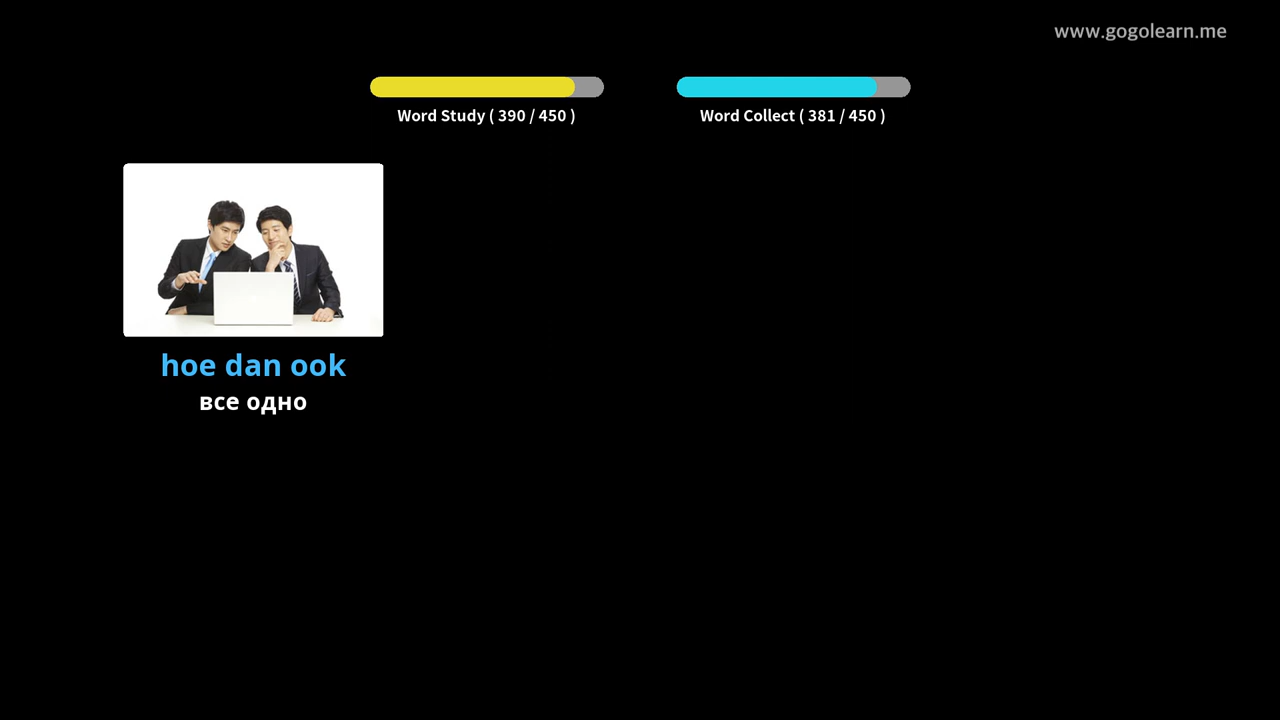 www.gogolearn.me
Word Study ( 390 / 450 )
Word Collect ( 381 / 450 )
hoe dan ook
все одно